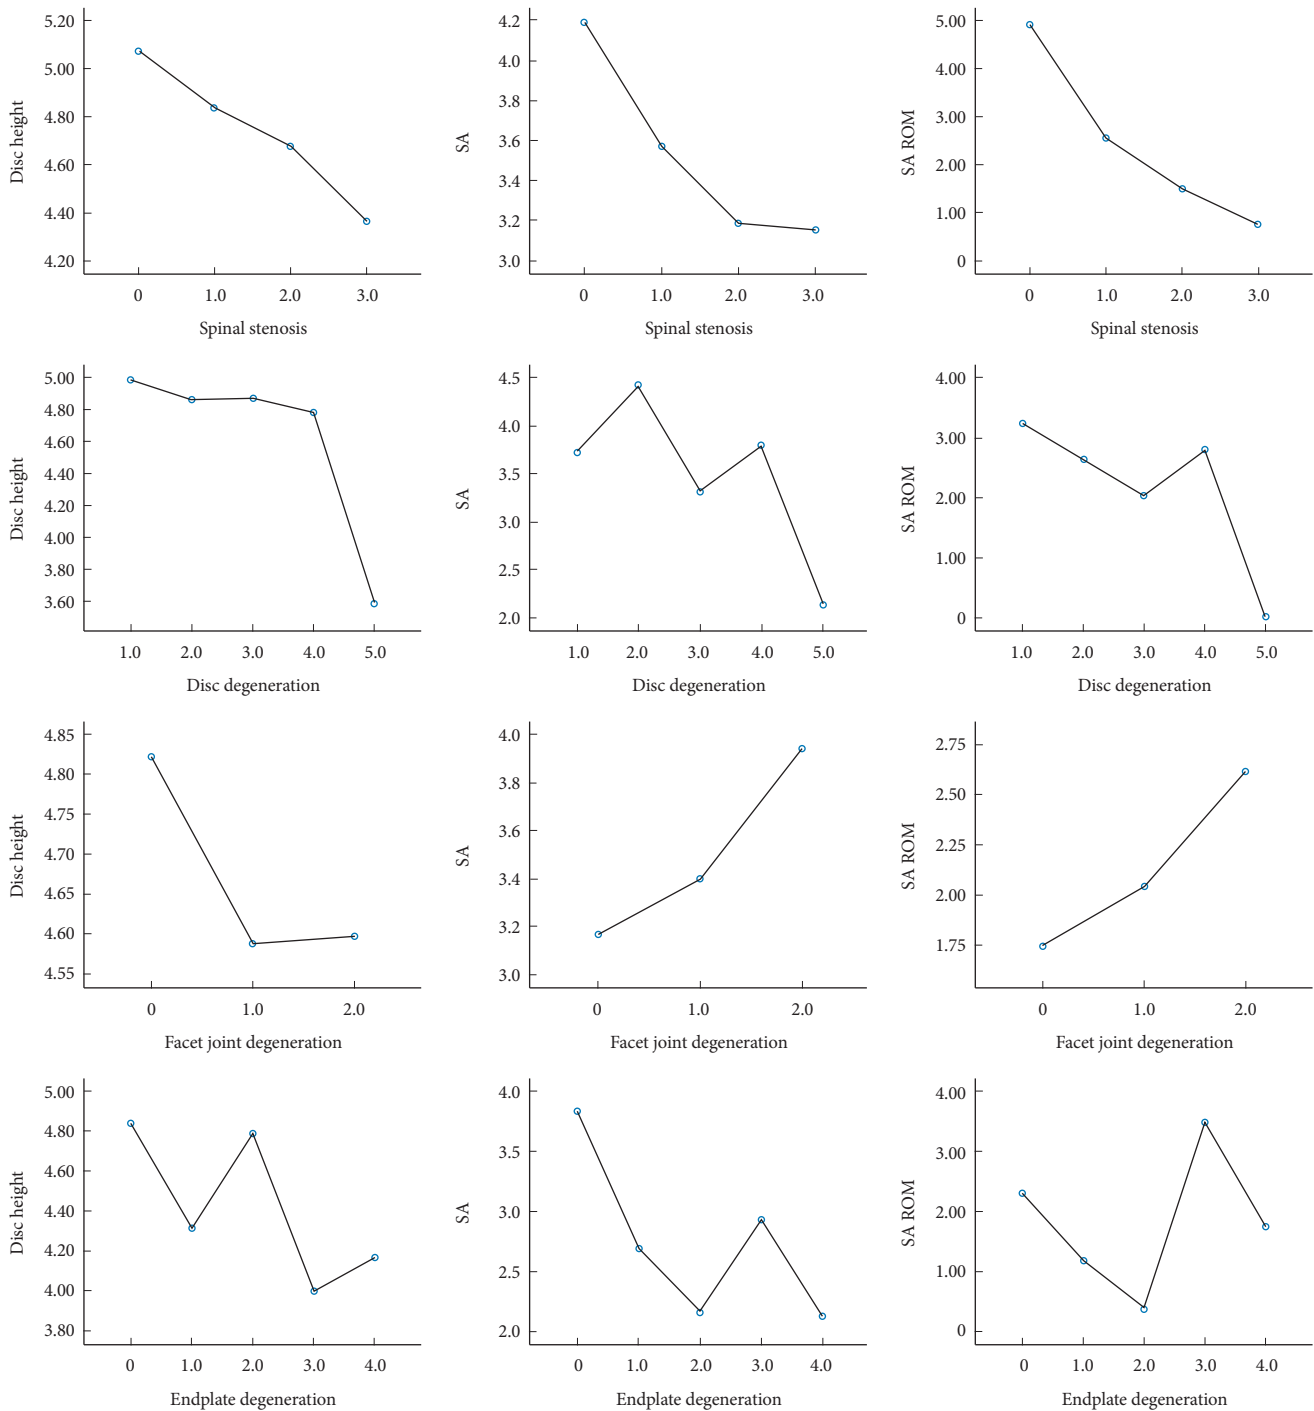 Disc height
5.20
5.00
4.80
4.60
4.40
4.20
0 1.0 2.0 3.0
Spinal stenosis
SA
4.2
4.0
3.8
3.6
3.4
3.2
3.0
0 1.0 2.0 3.0
Spinal stenosis
SA ROM
5.00
4.00
3.00
2.00
1.00
0
0 1.0 2.0 3.0
Spinal stenosis
Disc height
5.00
4.80
4.60
4.40
4.20
4.00
3.80
3.60
1.0 2.0 3.0 4.0 5.0
Disc degeneration
SA
4.5
4.0
3.5
3.0
2.5
2.0
1.0 2.0 3.0 4.0 5.0
Disc degeneration
SA ROM
4.00
3.00
2.00
1.00
0
1.0 2.0 3.0 4.0 5.0
Disc degeneration
Disc height
4.85
4.80
4.75
4.70
4.65
4.60
4.55
0 1.0 2.0
Facet joint degeneration
SA
4.0
3.8
3.6
3.4
3.2
3.0
0 1.0 2.0
Facet joint degeneration
SA ROM
2.75
2.50
2.25
2.00
1.75
0 1.0 2.0
Facet joint degeneration
Disc height
5.00
4.80
4.60
4.40
4.20
4.00
3.80
0 1.0 2.0 3.0 4.0
Endplate degeneration
SA
4.0
3.5
3.0
2.5
2.0
0 1.0 2.0 3.0 4.0
Endplate degeneration
SA ROM
4.00
3.00
2.00
1.00
0
0 1.0 2.0 3.0 4.0
Endplate degeneration